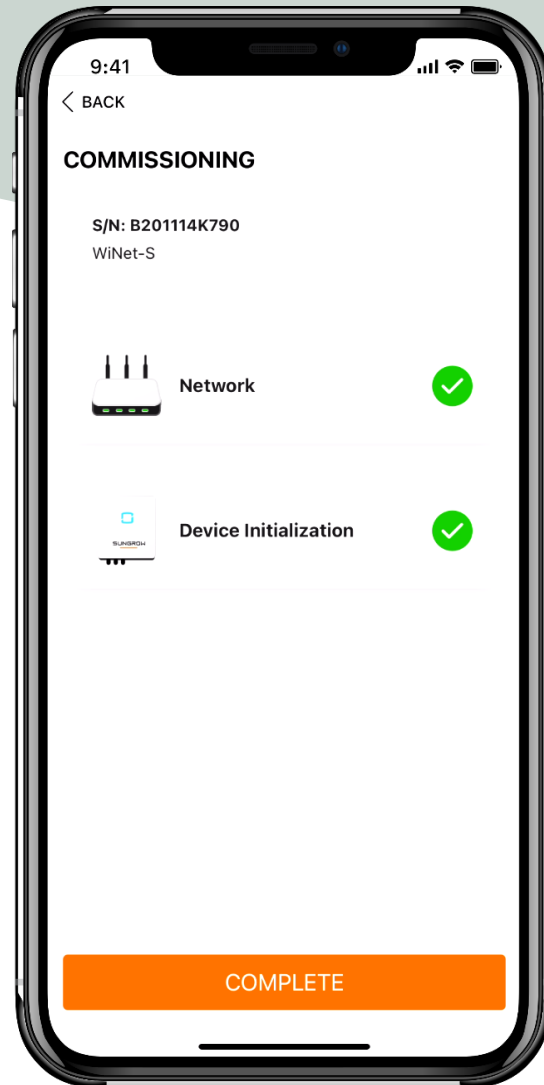 9:41
BACK
COMMISSIONING
S/N: B201114K790
WiNet-S
Network
SUNGROW
Device Initialization
COMPLETE